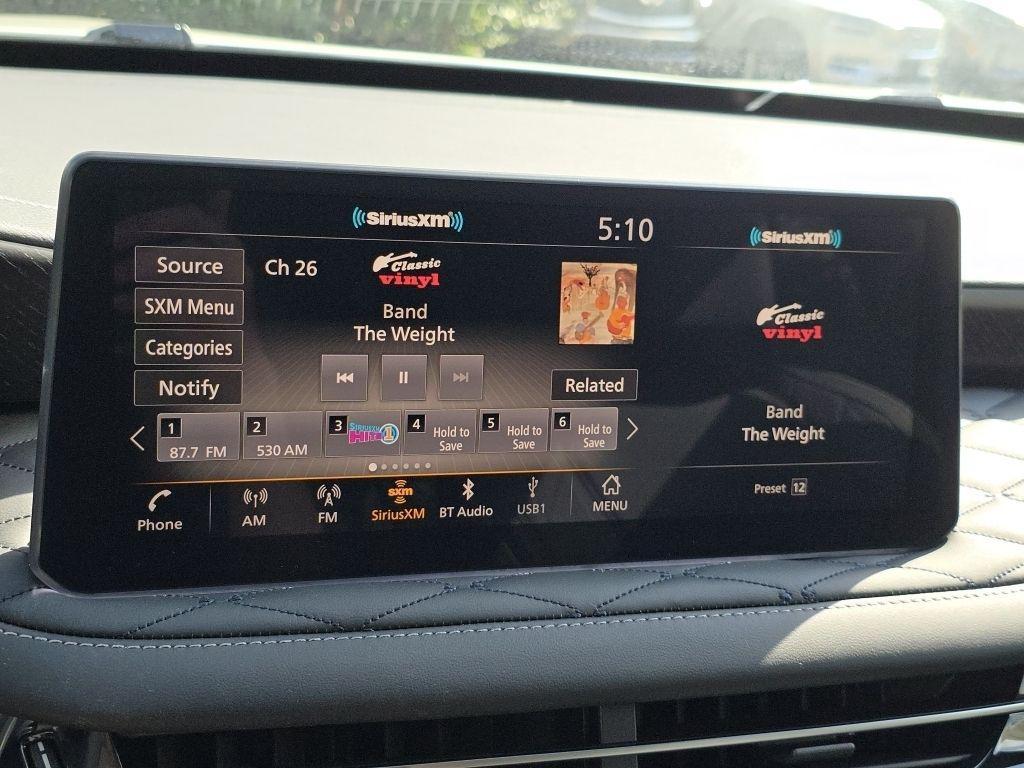 SiriusXM
5:10
SiriusXM
Source
Ch 26
Classic
vinyl
SXM Menu
Band
The Weight
Categories
Notify
Related
1
87.7 FM
2
530 AM
3
SIRIUSXM
HITS 1
4
Hold to
Save
5
Hold to
Save
6
Hold to
Save
Phone
AM
FM
sxm
SiriusXM
BT Audio
USB1
MENU
Classic
vinyl
Band
The Weight
Preset 12